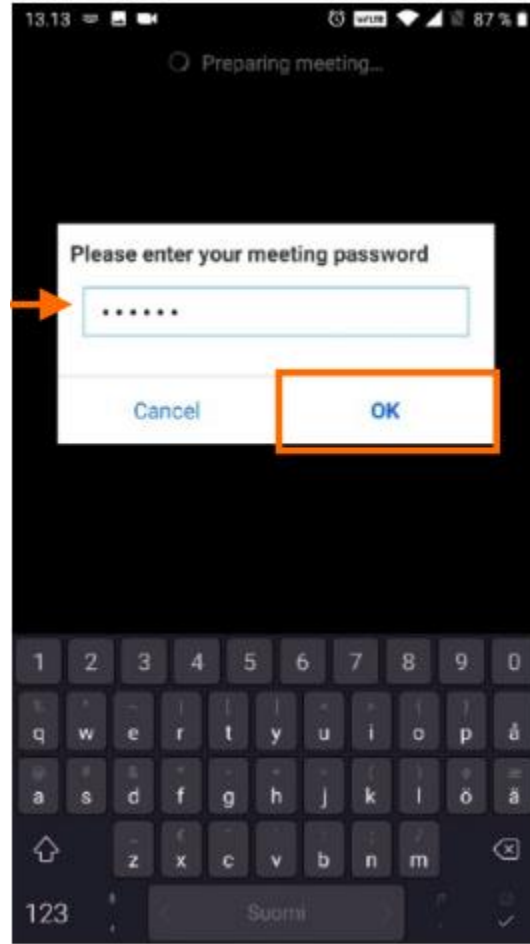 13.13 VoLTE 87 %
Preparing meeting...
Please enter your meeting password
••••••
Cancel OK
1 2 3 4 5 6 7 8 9 0
q w e r t y u i o p å
a s d f g h j k l ö ä
z x c v b n m
123 Suomi